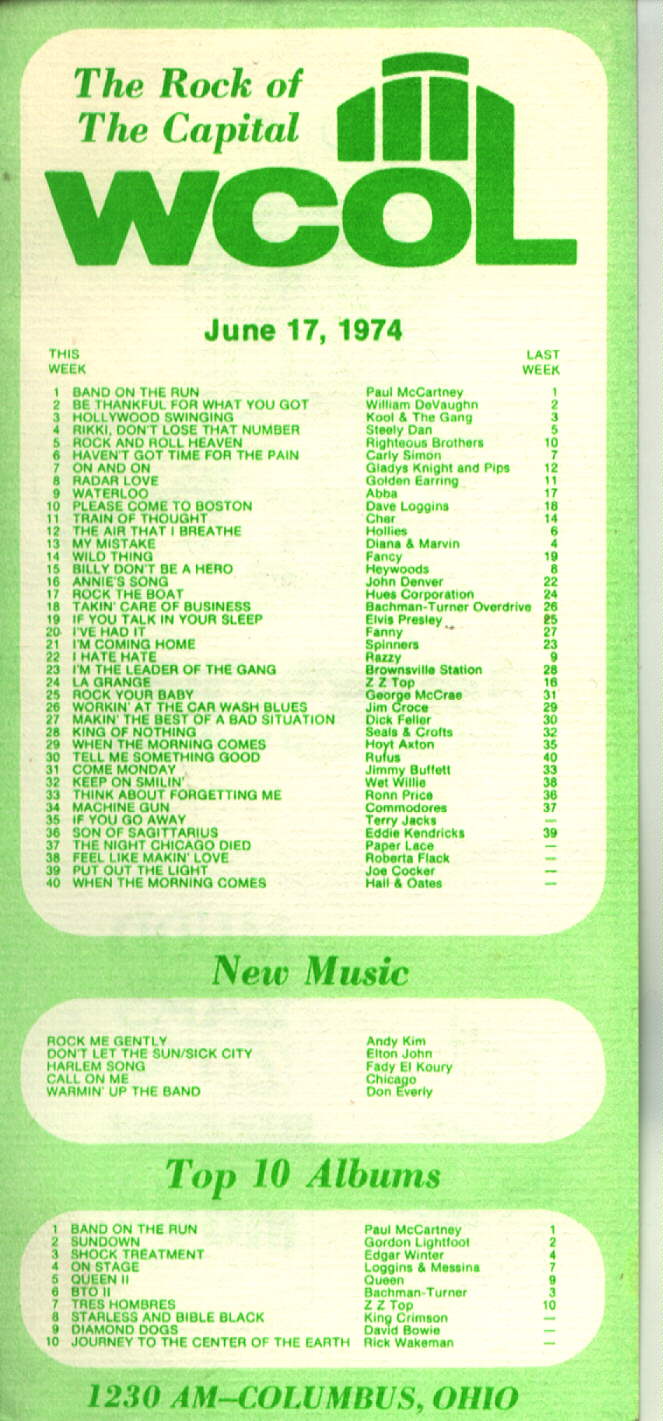 The Rock of
The Capital
WCOL
June 17, 1974
THIS WEEK LAST WEEK
1 BAND ON THE RUN Paul McCartney 1
2 BE THANKFUL FOR WHAT YOU GOT William DeVaughn 2
3 HOLLYWOOD SWINGING Kool & The Gang 3
4 RIKKI, DON'T LOSE THAT NUMBER Steely Dan 5
5 ROCK AND ROLL HEAVEN Righteous Brothers 10
6 HAVEN'T GOT TIME FOR THE PAIN Carly Simon 7
7 ON AND ON Gladys Knight and Pips 12
8 RADAR LOVE Golden Earring 11
9 WATERLOO Abba 17
10 PLEASE COME TO BOSTON Dave Loggins 18
11 TRAIN OF THOUGHT Cher 14
12 THE AIR THAT I BREATHE Hollies 6
13 MY MISTAKE Diana & Marvin 4
14 WILD THING Fancy 19
15 BILLY DON'T BE A HERO Heywoods 8
16 ANNIE'S SONG John Denver 22
17 ROCK THE BOAT Hues Corporation 24
18 TAKIN' CARE OF BUSINESS Bachman-Turner Overdrive 26
19 IF YOU TALK IN YOUR SLEEP Elvis Presley 25
20 I'VE HAD IT Fanny 27
21 I'M COMING HOME Spinners 23
22 I HATE HATE Razzy 9
23 I'M THE LEADER OF THE GANG Brownsville Station 28
24 LA GRANGE Z Z Top 16
25 ROCK YOUR BABY George McCrae 31
26 WORKIN' AT THE CAR WASH BLUES Jim Croce 29
27 MAKIN' THE BEST OF A BAD SITUATION Dick Feller 30
28 KING OF NOTHING Seals & Crofts 32
29 WHEN THE MORNING COMES Hoyt Axton 35
30 TELL ME SOMETHING GOOD Rufus 40
31 COME MONDAY Jimmy Buffett 33
32 KEEP ON SMILIN' Wet Willie 38
33 THINK ABOUT FORGETTING ME Ronn Price 36
34 MACHINE GUN Commodores 37
35 IF YOU GO AWAY Terry Jacks —
36 SON OF SAGITTARIUS Eddie Kendricks 39
37 THE NIGHT CHICAGO DIED Paper Lace —
38 FEEL LIKE MAKIN' LOVE Roberta Flack —
39 PUT OUT THE LIGHT Joe Cocker —
40 WHEN THE MORNING COMES Hall & Oates —
New Music
ROCK ME GENTLY Andy Kim
DON'T LET THE SUN/SICK CITY Elton John
HARLEM SONG Fady El Koury
CALL ON ME Chicago
WARMIN' UP THE BAND Don Everly
Top 10 Albums
1 BAND ON THE RUN Paul McCartney 1
2 SUNDOWN Gordon Lightfoot 2
3 SHOCK TREATMENT Edgar Winter 4
4 ON STAGE Loggins & Messina 7
5 QUEEN II Queen 9
6 BTO II Bachman-Turner 3
7 TRES HOMBRES Z Z Top 10
8 STARLESS AND BIBLE BLACK King Crimson —
9 DIAMOND DOGS David Bowie —
10 JOURNEY TO THE CENTER OF THE EARTH Rick Wakeman —
1230 AM–COLUMBUS, OHIO